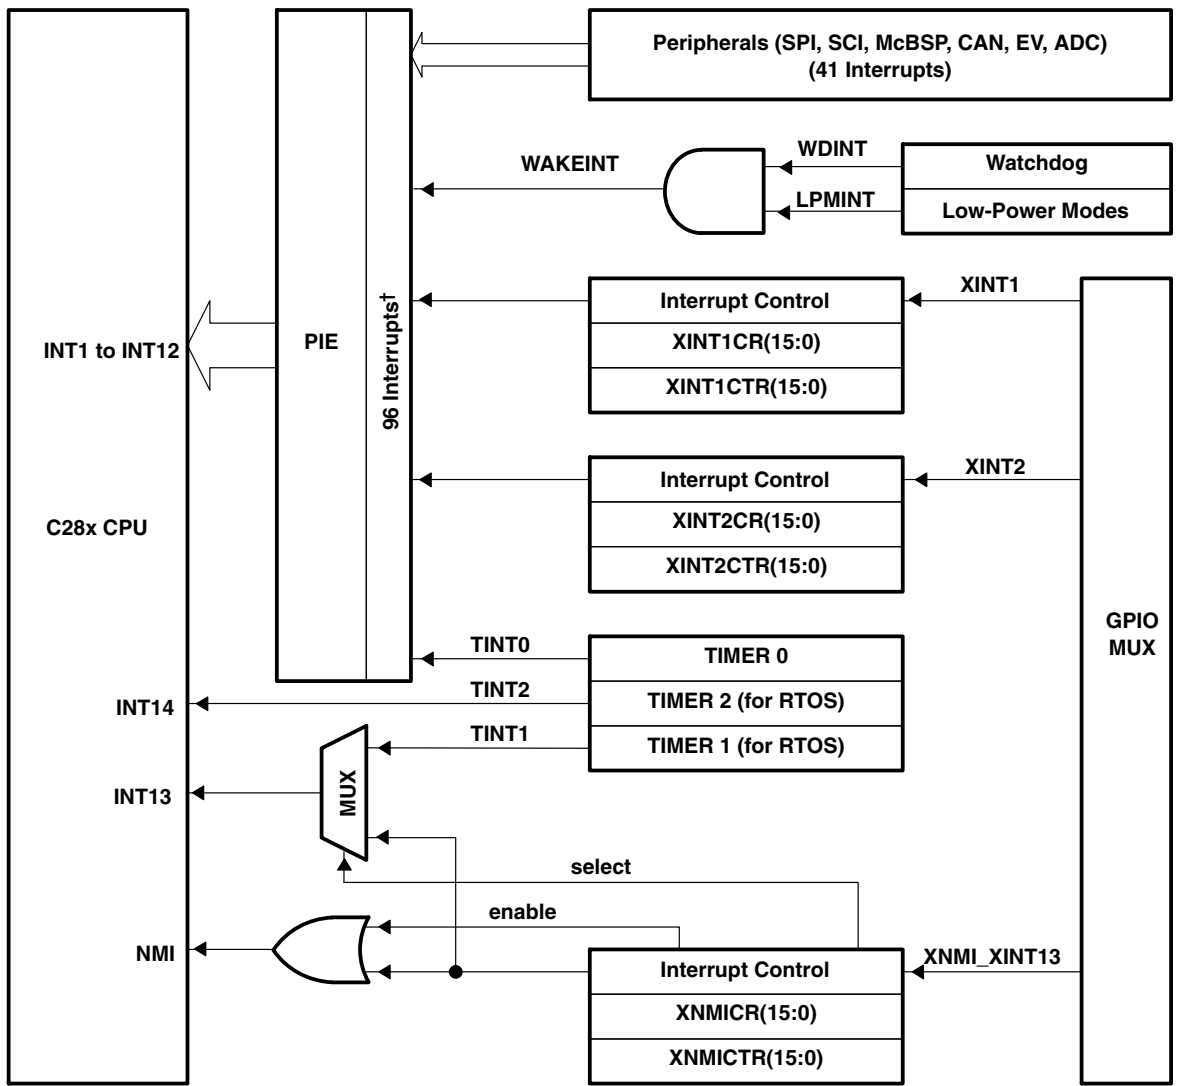 Peripherals (SPI, SCI, McBSP, CAN, EV, ADC)
(41 Interrupts)
WDINT
WAKEINT
Watchdog
LPMINT
Low-Power Modes
XINT1
Interrupt Control
XINT1CR(15:0)
XINT1CTR(15:0)
INT1 to INT12
PIE
96 Interrupts†
XINT2
Interrupt Control
XINT2CR(15:0)
XINT2CTR(15:0)
C28x CPU
GPIO
MUX
TINT0
TIMER 0
TINT2
TIMER 2 (for RTOS)
INT14
TINT1
TIMER 1 (for RTOS)
MUX
INT13
select
enable
NMI
XNMI_XINT13
Interrupt Control
XNMICR(15:0)
XNMICTR(15:0)